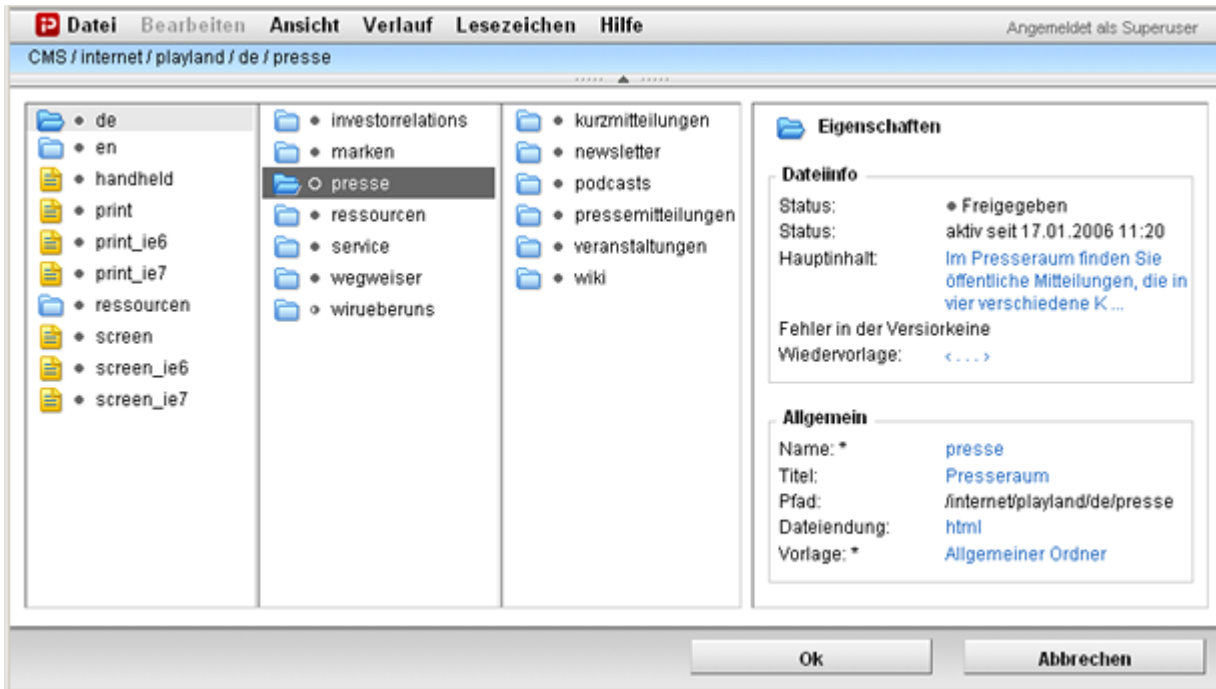 Datei Bearbeiten Ansicht Verlauf Lesezeichen Hilfe Angemeldet als Superuser
CMS / internet / playland / de / presse
de
en
handheld
print
print_ie6
print_ie7
ressourcen
screen
screen_ie6
screen_ie7
investorrelations
marken
presse
ressourcen
service
wegweiser
wirueberuns
kurzmitteilungen
newsletter
podcasts
pressemitteilungen
veranstaltungen
wiki
Eigenschaften
Dateiinfo
Status: Freigegeben
Status: aktiv seit 17.01.2006 11:20
Hauptinhalt: Im Presseraum finden Sie
öffentliche Mitteilungen, die in
vier verschiedene K ...
Fehler in der Versiorkeine
Wiedervorlage: < . . . >
Allgemein
Name: * presse
Titel: Presseraum
Pfad: /internet/playland/de/presse
Dateiendung: html
Vorlage: * Allgemeiner Ordner
Ok Abbrechen